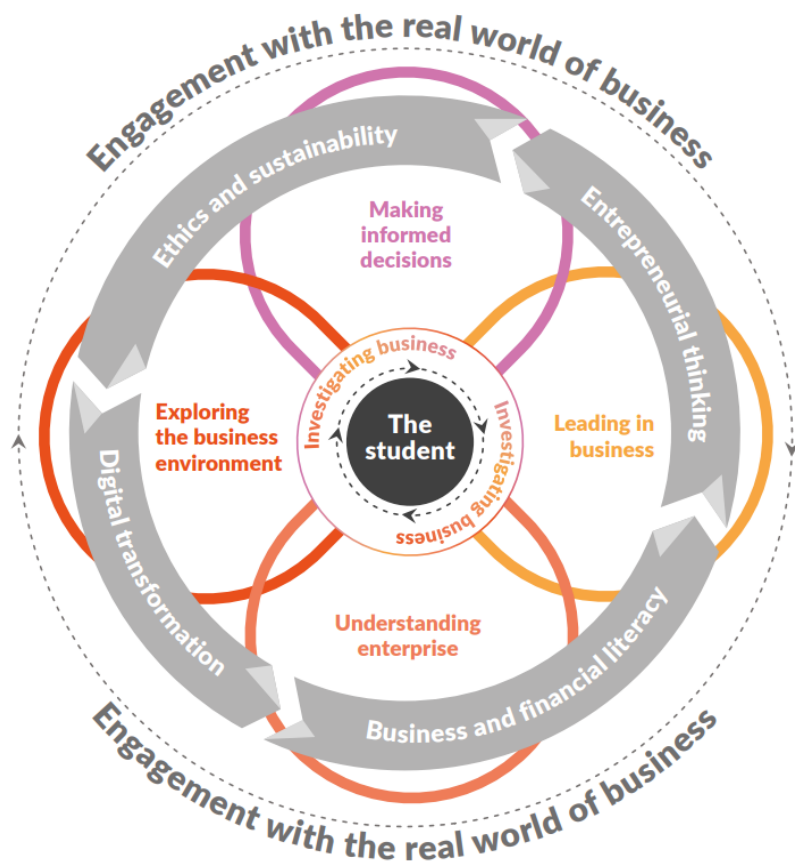 Engagement with the real world of business
Ethics and sustainability
Entrepreneurial thinking
Making
informed
decisions
Investigating business
Exploring
the business
environment
The
student
Leading in
business
Investigating business
Digital transformation
Understanding
enterprise
Business and financial literacy
Engagement with the real world of business